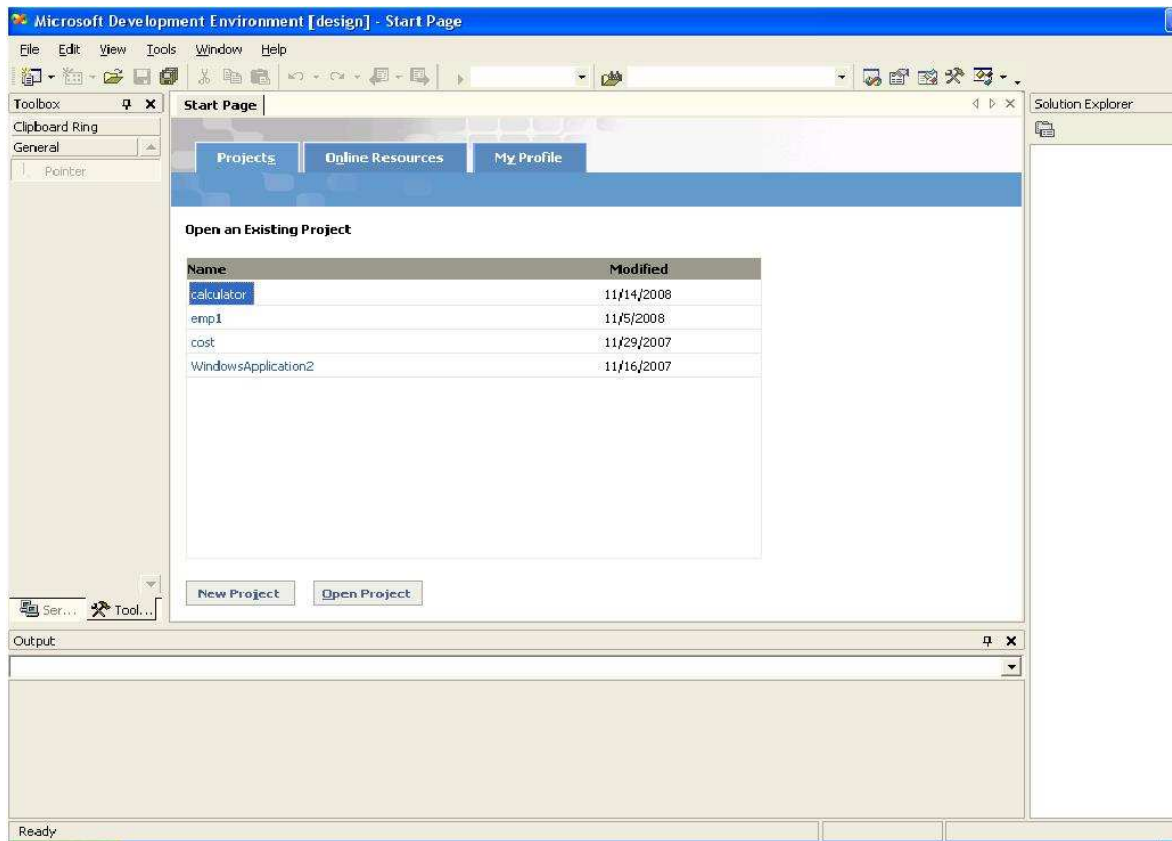 Microsoft Development Environment [design] - Start Page
File Edit View Tools Window Help
Toolbox
Start Page
Solution Explorer
Clipboard Ring
General
Pointer
Projects Online Resources My Profile
Open an Existing Project
Name Modified
calculator 11/14/2008
emp1 11/5/2008
cost 11/29/2007
WindowsApplication2 11/16/2007
New Project Open Project
Ser... Tool...
Output
Ready